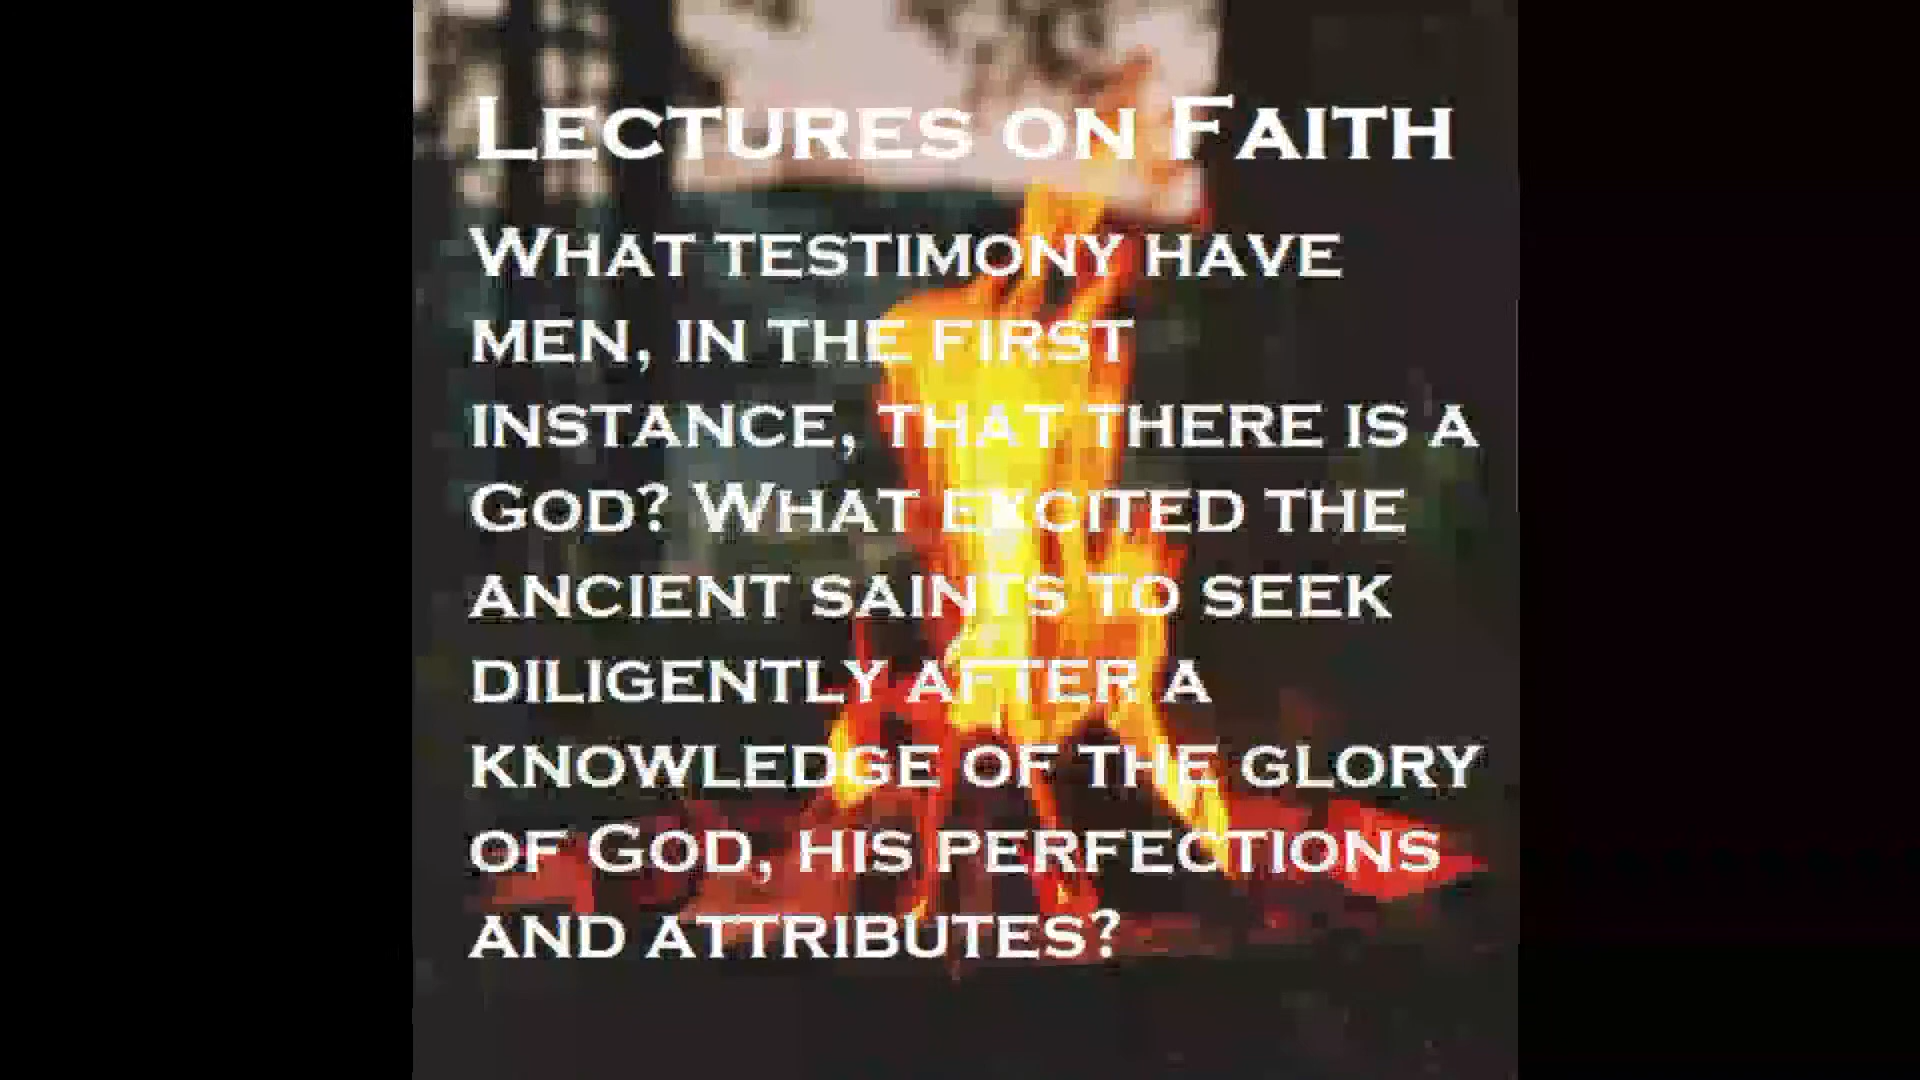 Lectures on Faith
What testimony have
men, in the first
instance, that there is a
God? What excited the
ancient saints to seek
diligently after a
knowledge of the glory
of God, his perfections
and attributes?